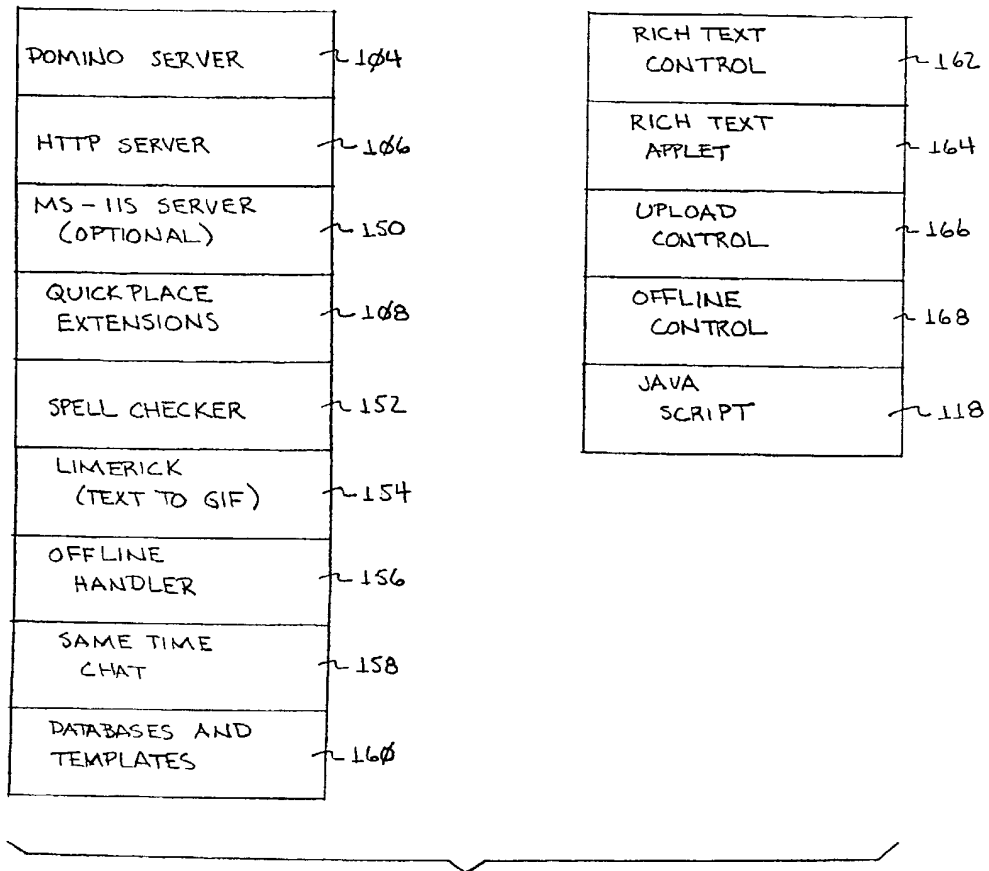 DOMINO SERVER 104
HTTP SERVER 106
MS-IIS SERVER
(OPTIONAL) 150
QUICKPLACE
EXTENSIONS 108
SPELL CHECKER 152
LIMERICK
(TEXT TO GIF) 154
OFFLINE
HANDLER 156
SAME TIME
CHAT 158
DATABASES AND
TEMPLATES 160
RICH TEXT
CONTROL 162
RICH TEXT
APPLET 164
UPLOAD
CONTROL 166
OFFLINE
CONTROL 168
JAVA
SCRIPT 118